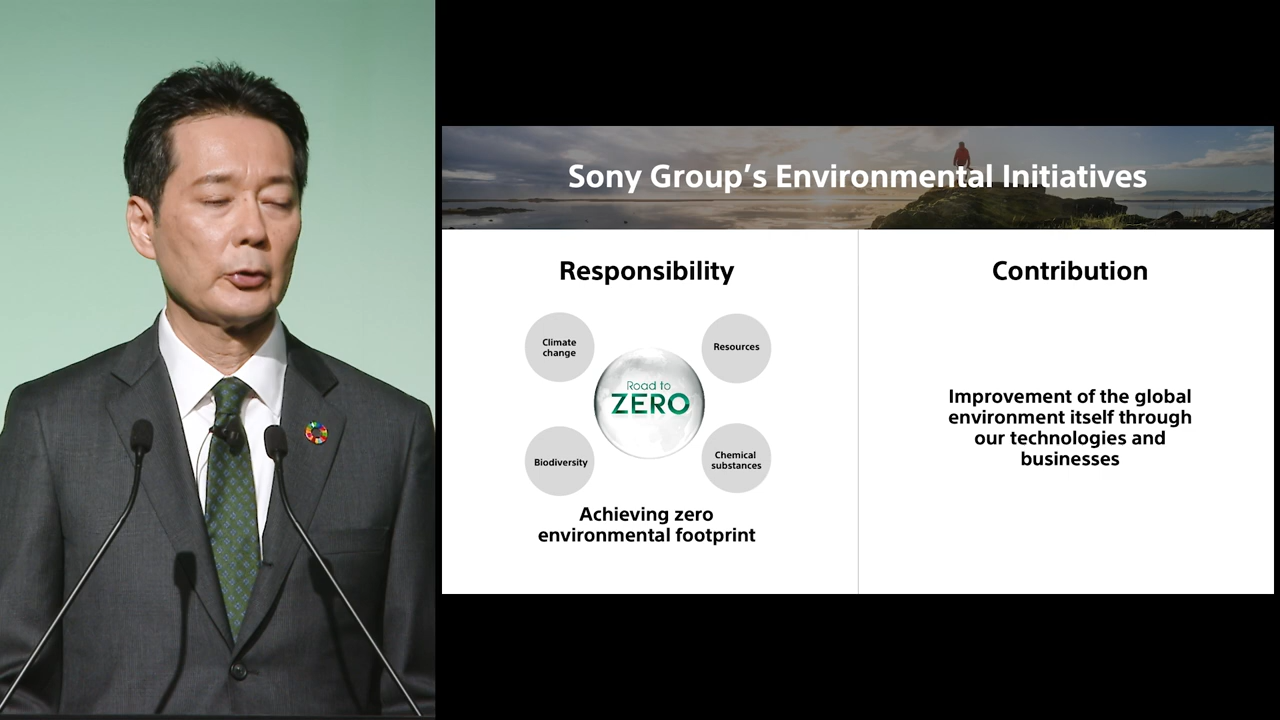 Sony Group's Environmental Initiatives
Responsibility
Climate
change
Resources
Road to
ZERO
Biodiversity
Chemical
substances
Achieving zero
environmental footprint
Contribution
Improvement of the global
environment itself through
our technologies and
businesses